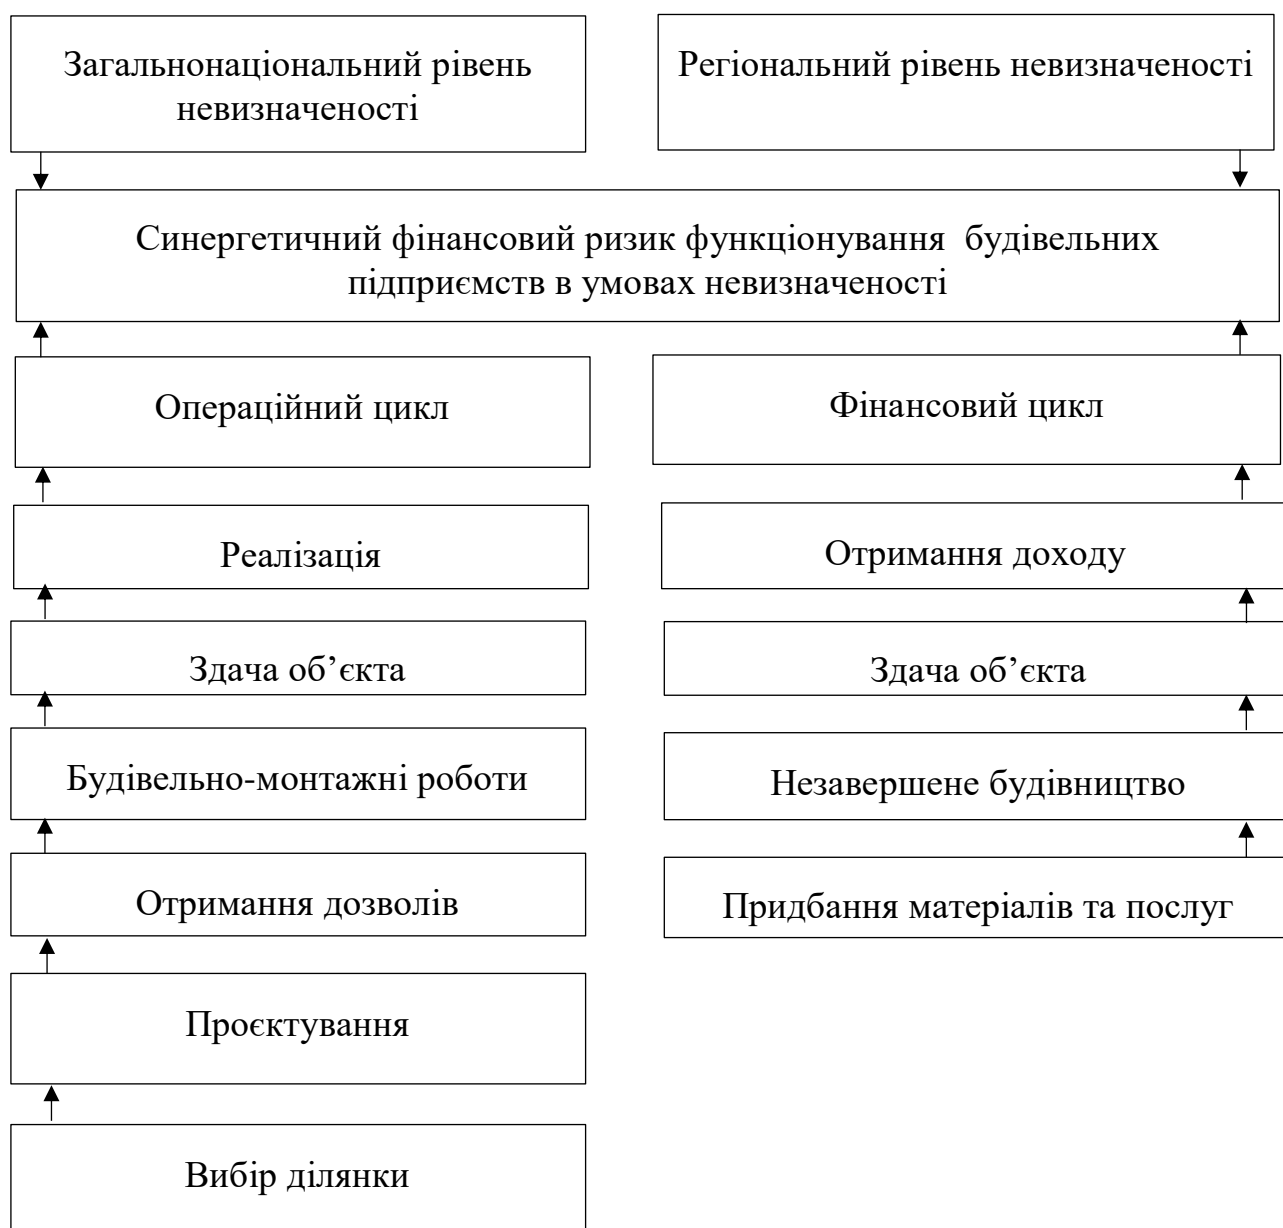 Загальнонаціональний рівень
невизначеності
Регіональний рівень невизначеності
Синергетичний фінансовий ризик функціонування будівельних
підприємств в умовах невизначеності
Операційний цикл
Фінансовий цикл
Реалізація
Отримання доходу
Здача об’єкта
Здача об’єкта
Будівельно-монтажні роботи
Незавершене будівництво
Отримання дозволів
Придбання матеріалів та послуг
Проєктування
Вибір ділянки